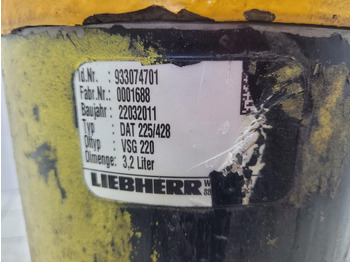 Id.Nr. : 933074701
Fabr.Nr. : 0001688
Baujahr : 22032011
Typ : DAT 225/428
Öltyp : VSG 220
Ölmenge : 3,2 Liter
LIEBHERR